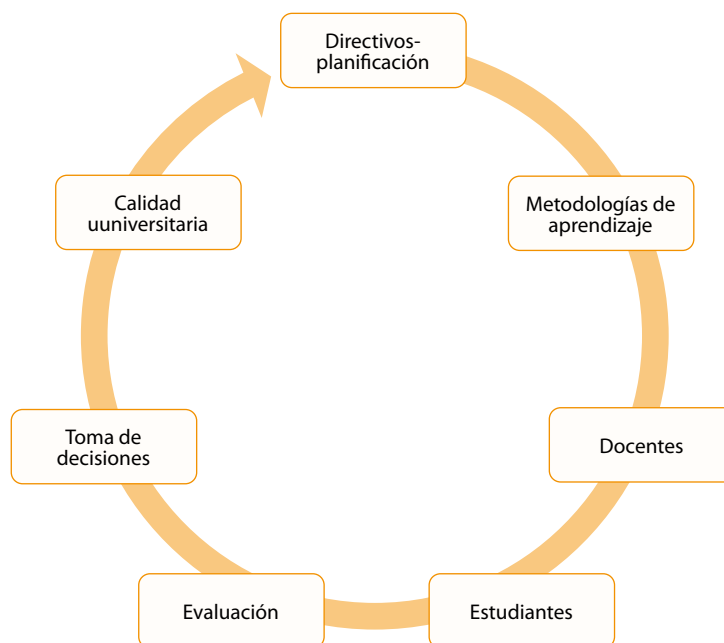 Directivos-
planificación
Metodologías de
aprendizaje
Docentes
Estudiantes
Evaluación
Toma de
decisiones
Calidad
uuniversitaria